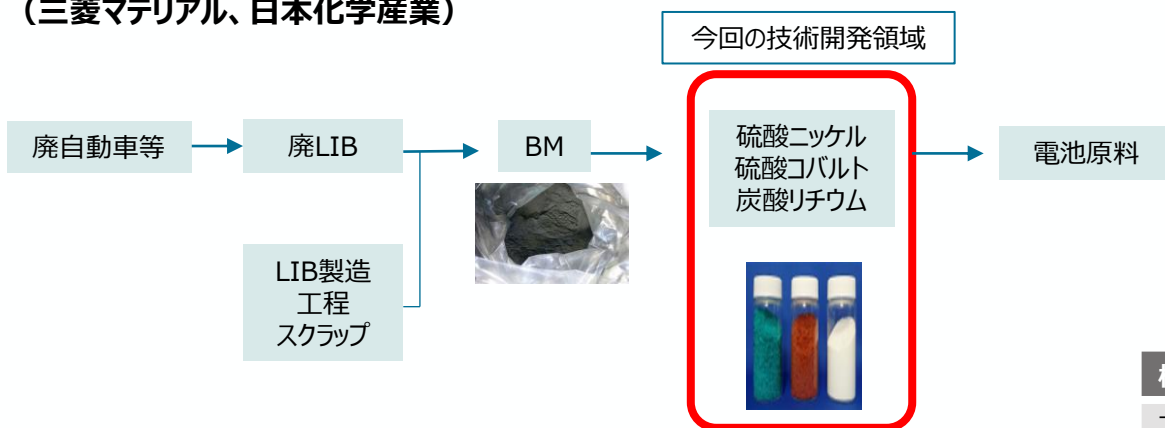 （三菱マテリアル、日本化学産業）
今回の技術開発領域
廃自動車等
廃LIB
BM
硫酸ニッケル
硫酸コバルト
炭酸リチウム
電池原料
LIB製造
工程
スクラップ